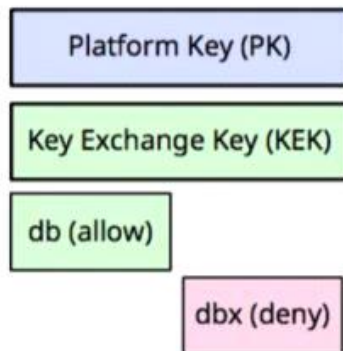 Platform Key (PK)
Key Exchange Key (KEK)
db (allow)
dbx (deny)